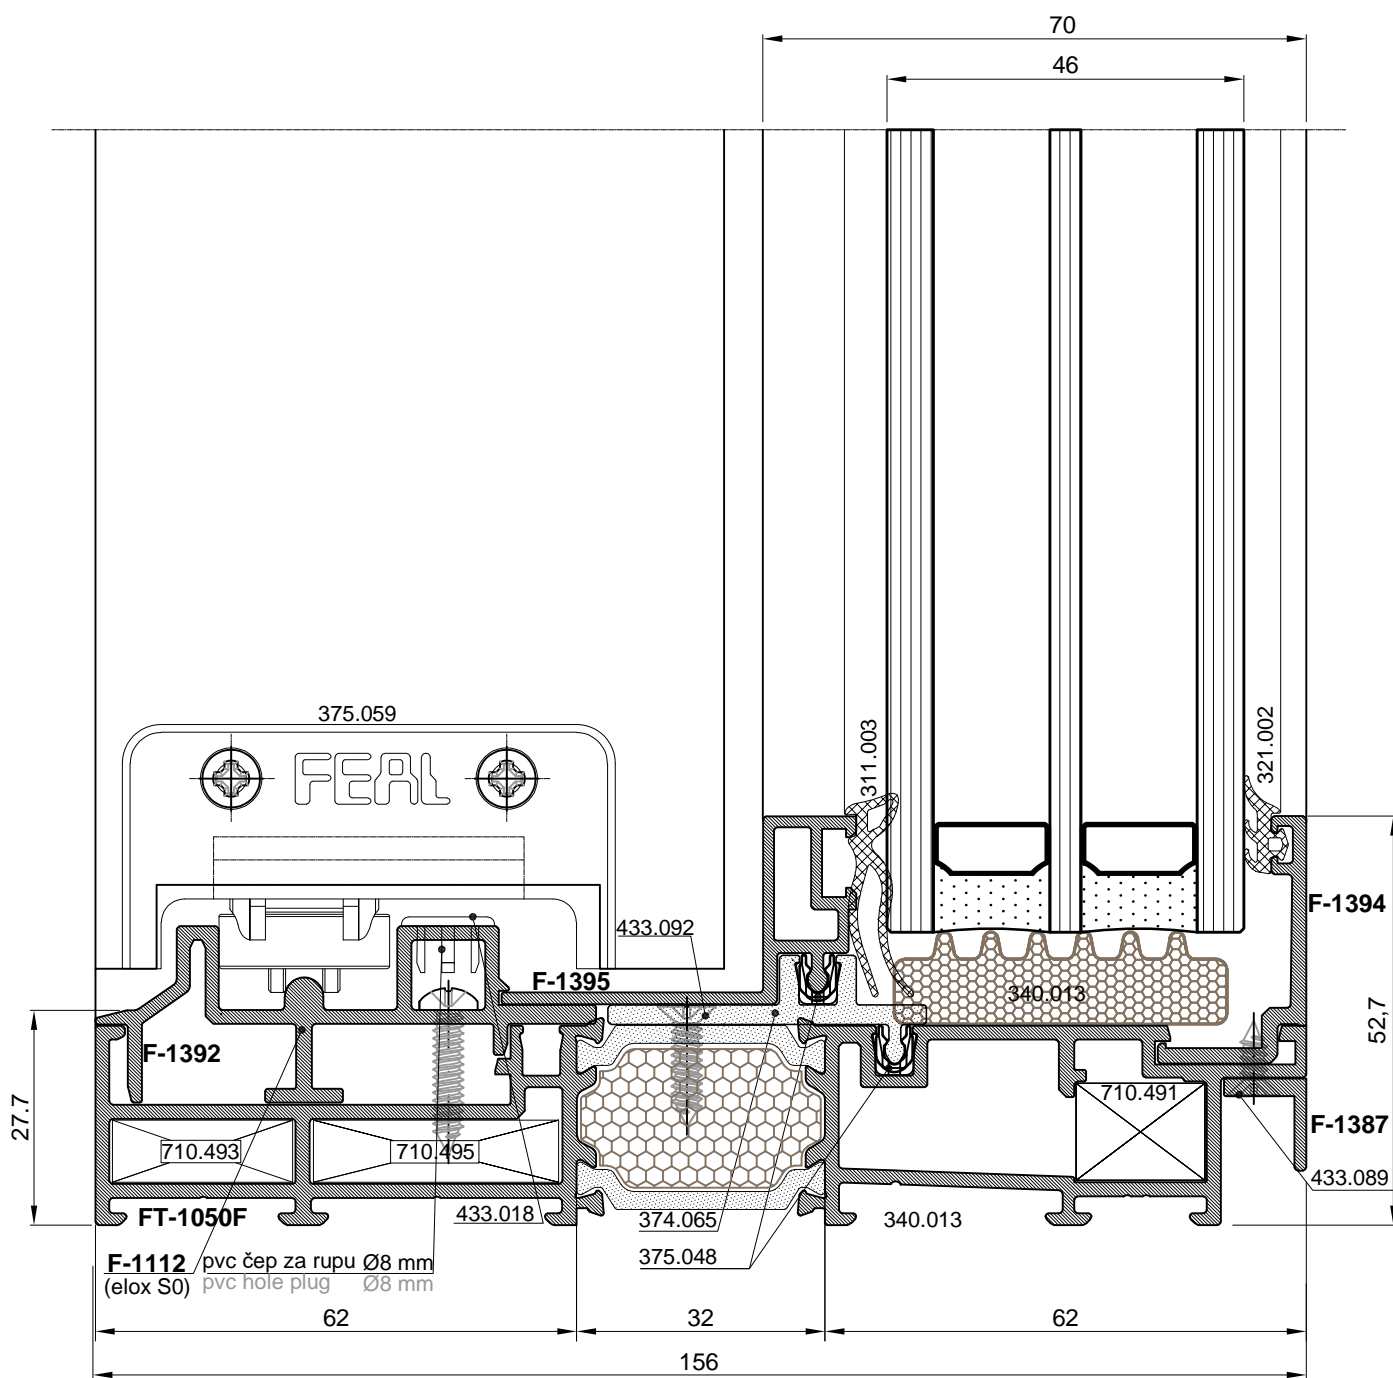 70
46
375.059
FEAL
311.003
321.002
F-1394
433.092
F-1395
340.013
52,7
F-1392
27.7
710.491
F-1387
710.493
710.495
433.089
FT-1050F
433.018
374.065
340.013
F-1112 pvc čep za rupu Ø8 mm
(elox S0) pvc hole plug Ø8 mm
375.048
62
32
62
156